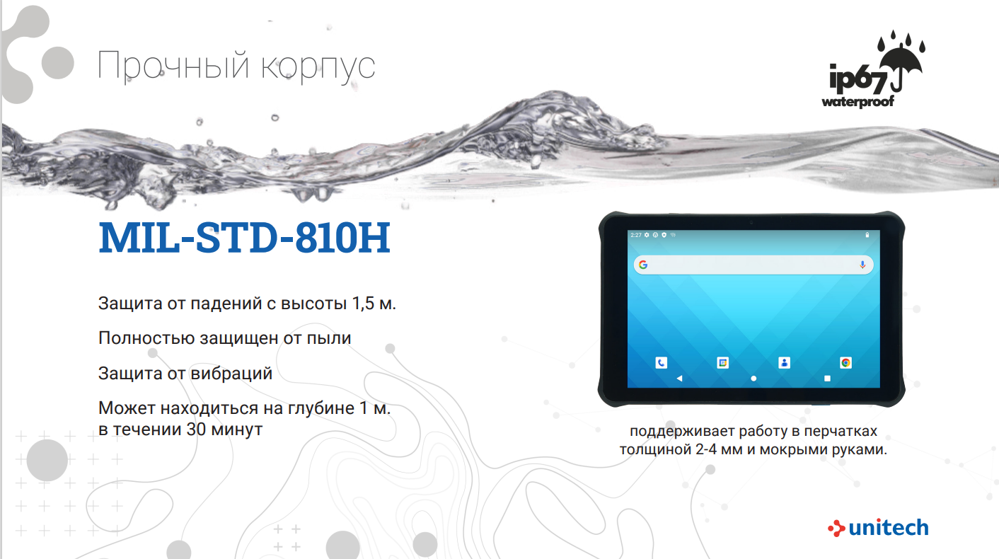 Прочный корпус
ip67
waterproof
MIL-STD-810H
Защита от падений с высоты 1,5 м.
Полностью защищен от пыли
Защита от вибраций
Может находиться на глубине 1 м.
в течении 30 минут
2:27
поддерживает работу в перчатках
толщиной 2-4 мм и мокрыми руками.
unitech